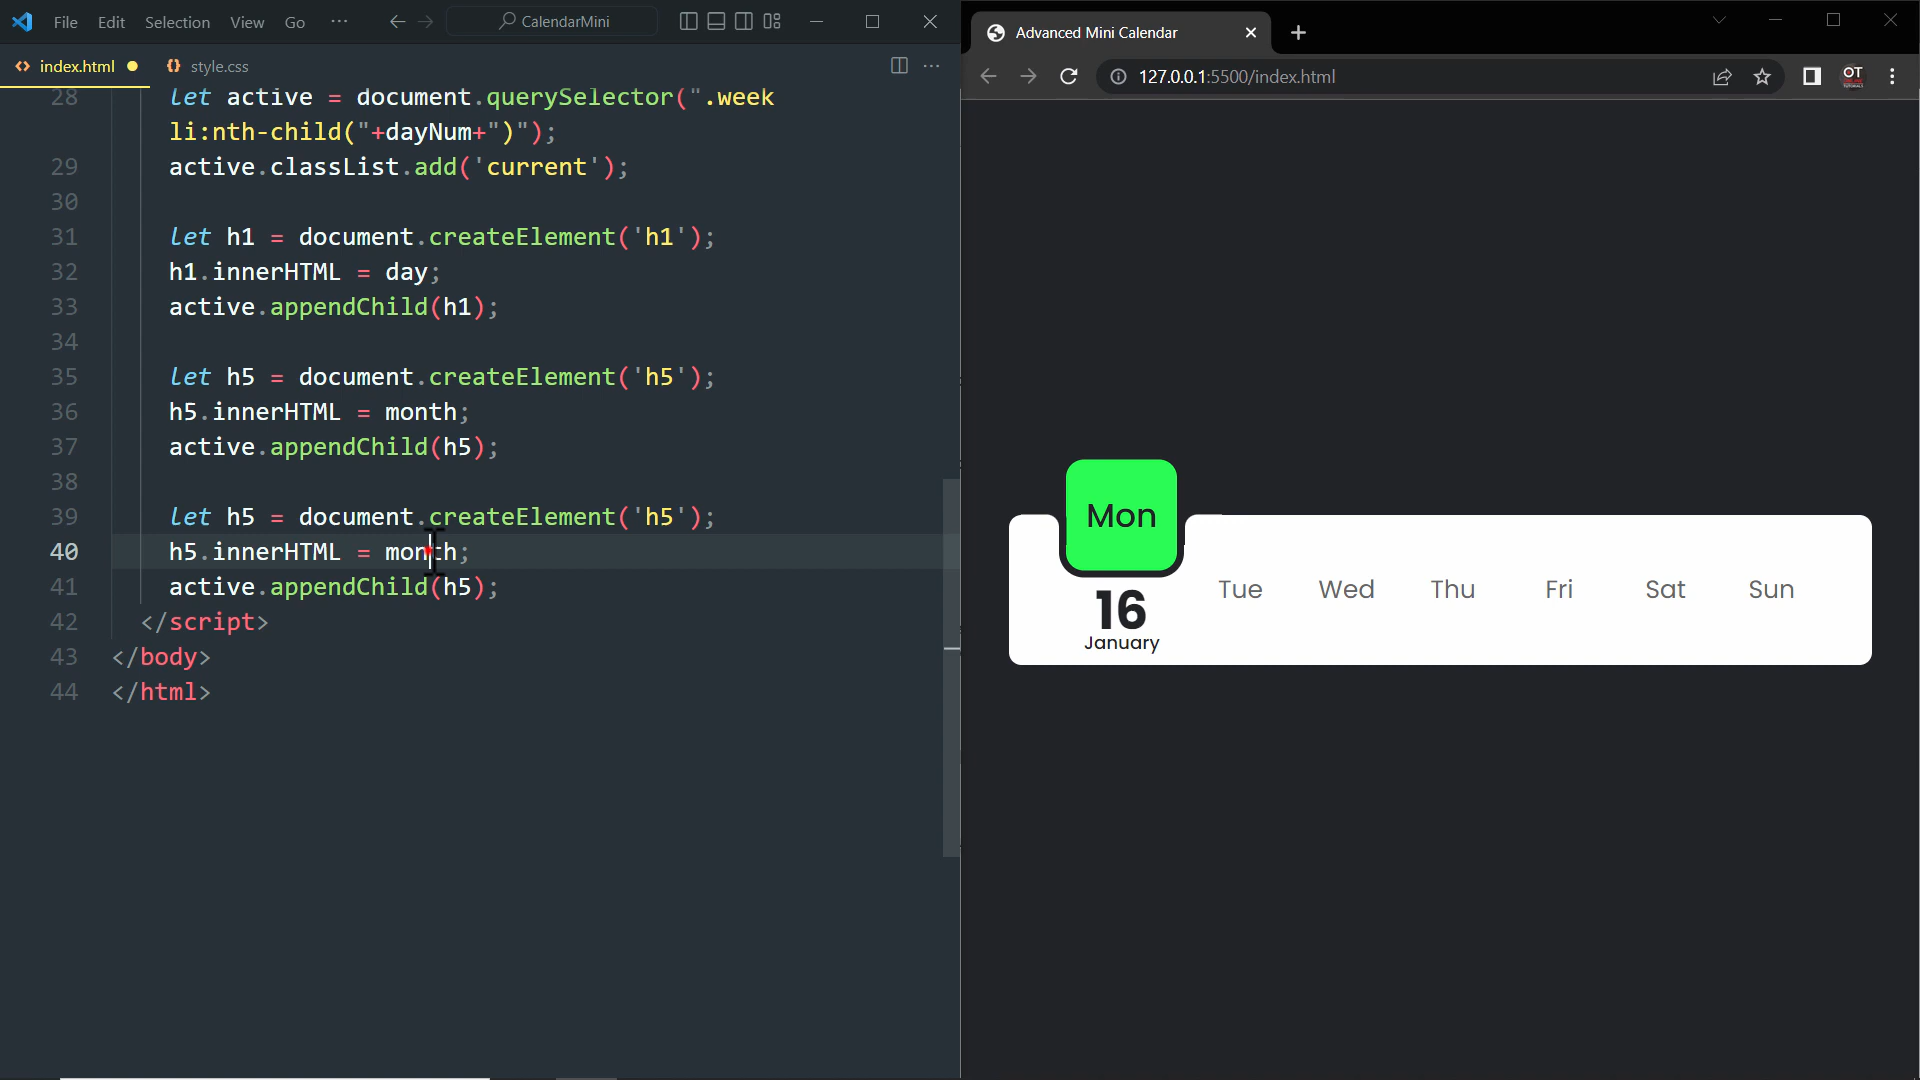 File Edit Selection View Go ··· CalendarMini
index.html style.css
28 let active = document.querySelector(".week
li:nth-child("+dayNum+")");
29 active.classList.add('current');
30
31 let h1 = document.createElement('h1');
32 h1.innerHTML = day;
33 active.appendChild(h1);
34
35 let h5 = document.createElement('h5');
36 h5.innerHTML = month;
37 active.appendChild(h5);
38
39 let h5 = document.createElement('h5');
40 h5.innerHTML = month;
41 active.appendChild(h5);
42 </script>
43 </body>
44 </html>
Advanced Mini Calendar
127.0.0.1:5500/index.html
OT
Mon
16
January
Tue Wed Thu Fri Sat Sun